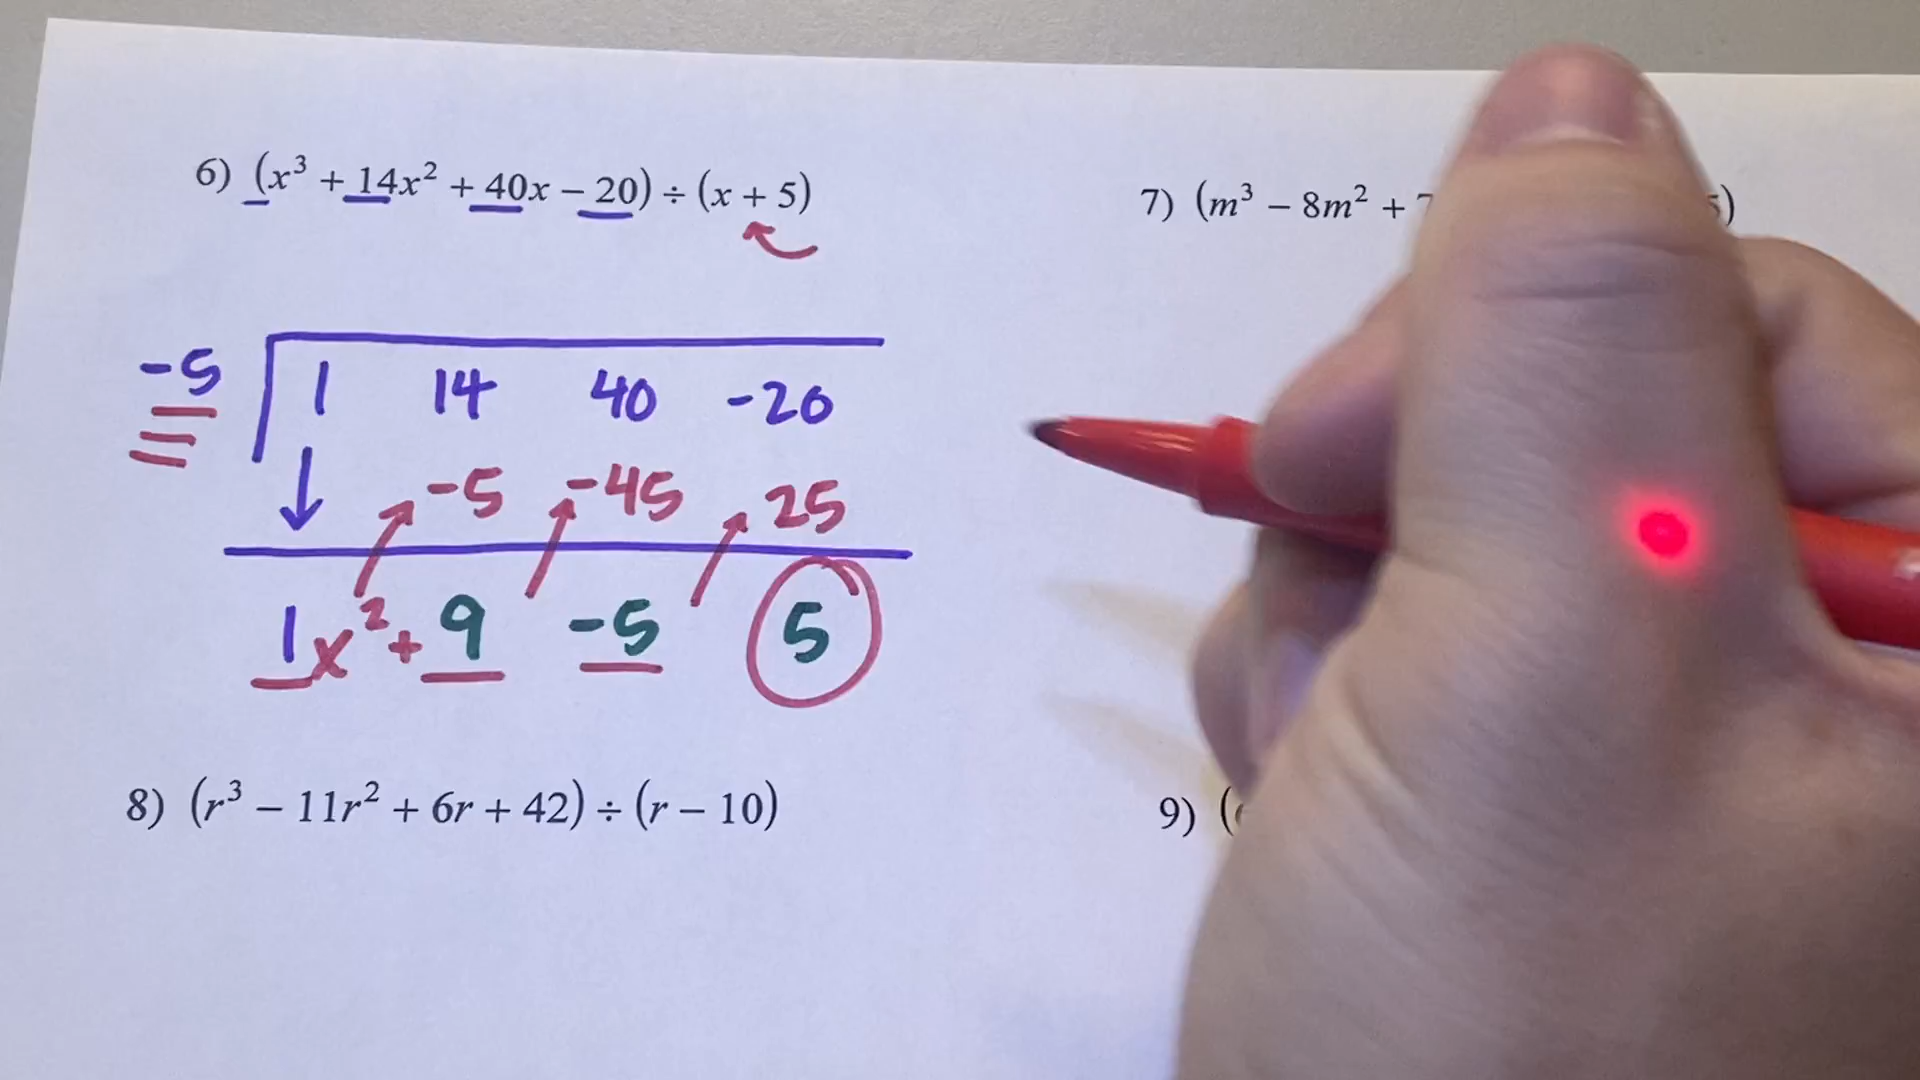 6) (x³ + 14x² + 40x − 20) ÷ (x + 5)
7) (m³ − 8m² +
-5 1 14 40 -20
-5 -45 25
1x² + 9 -5 5
8) (r³ − 11r² + 6r + 42) ÷ (r − 10)
9) (